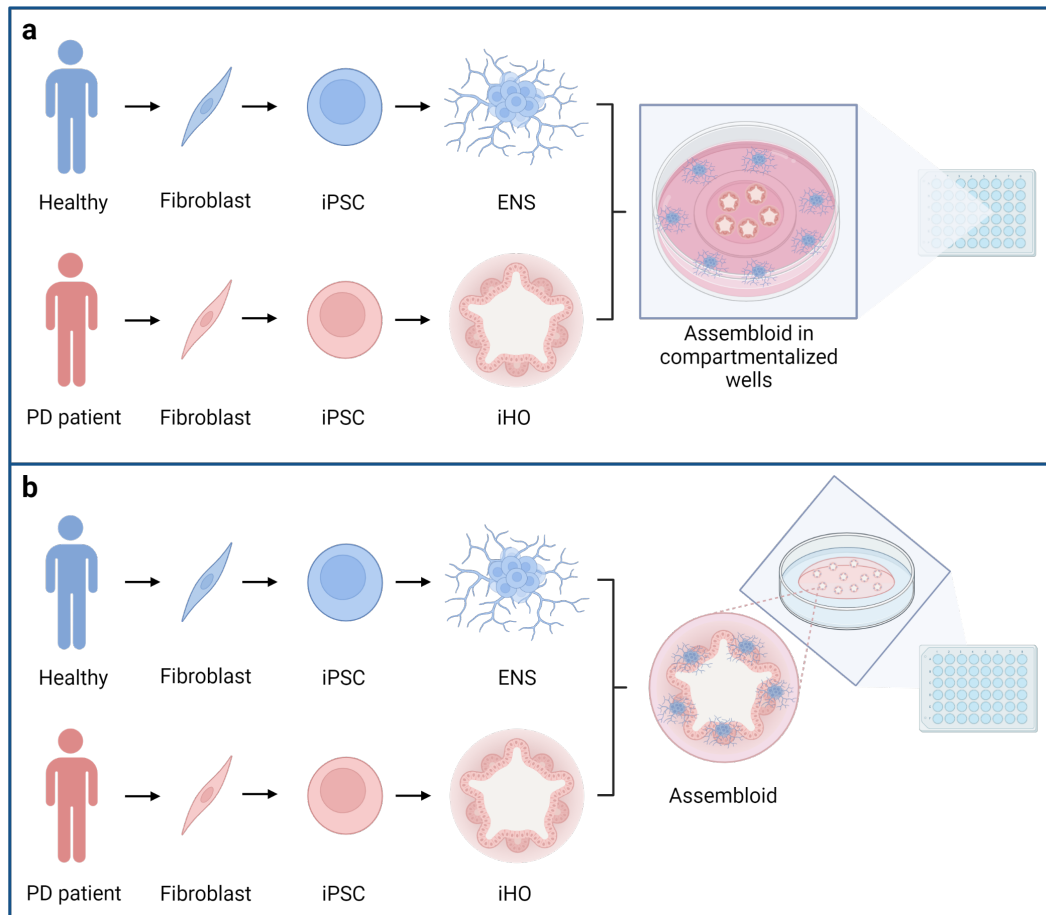 a
Healthy
Fibroblast
iPSC
ENS
PD patient
Fibroblast
iPSC
iHO
Assembloid in
compartmentalized
wells
b
Healthy
Fibroblast
iPSC
ENS
PD patient
Fibroblast
iPSC
iHO
Assembloid